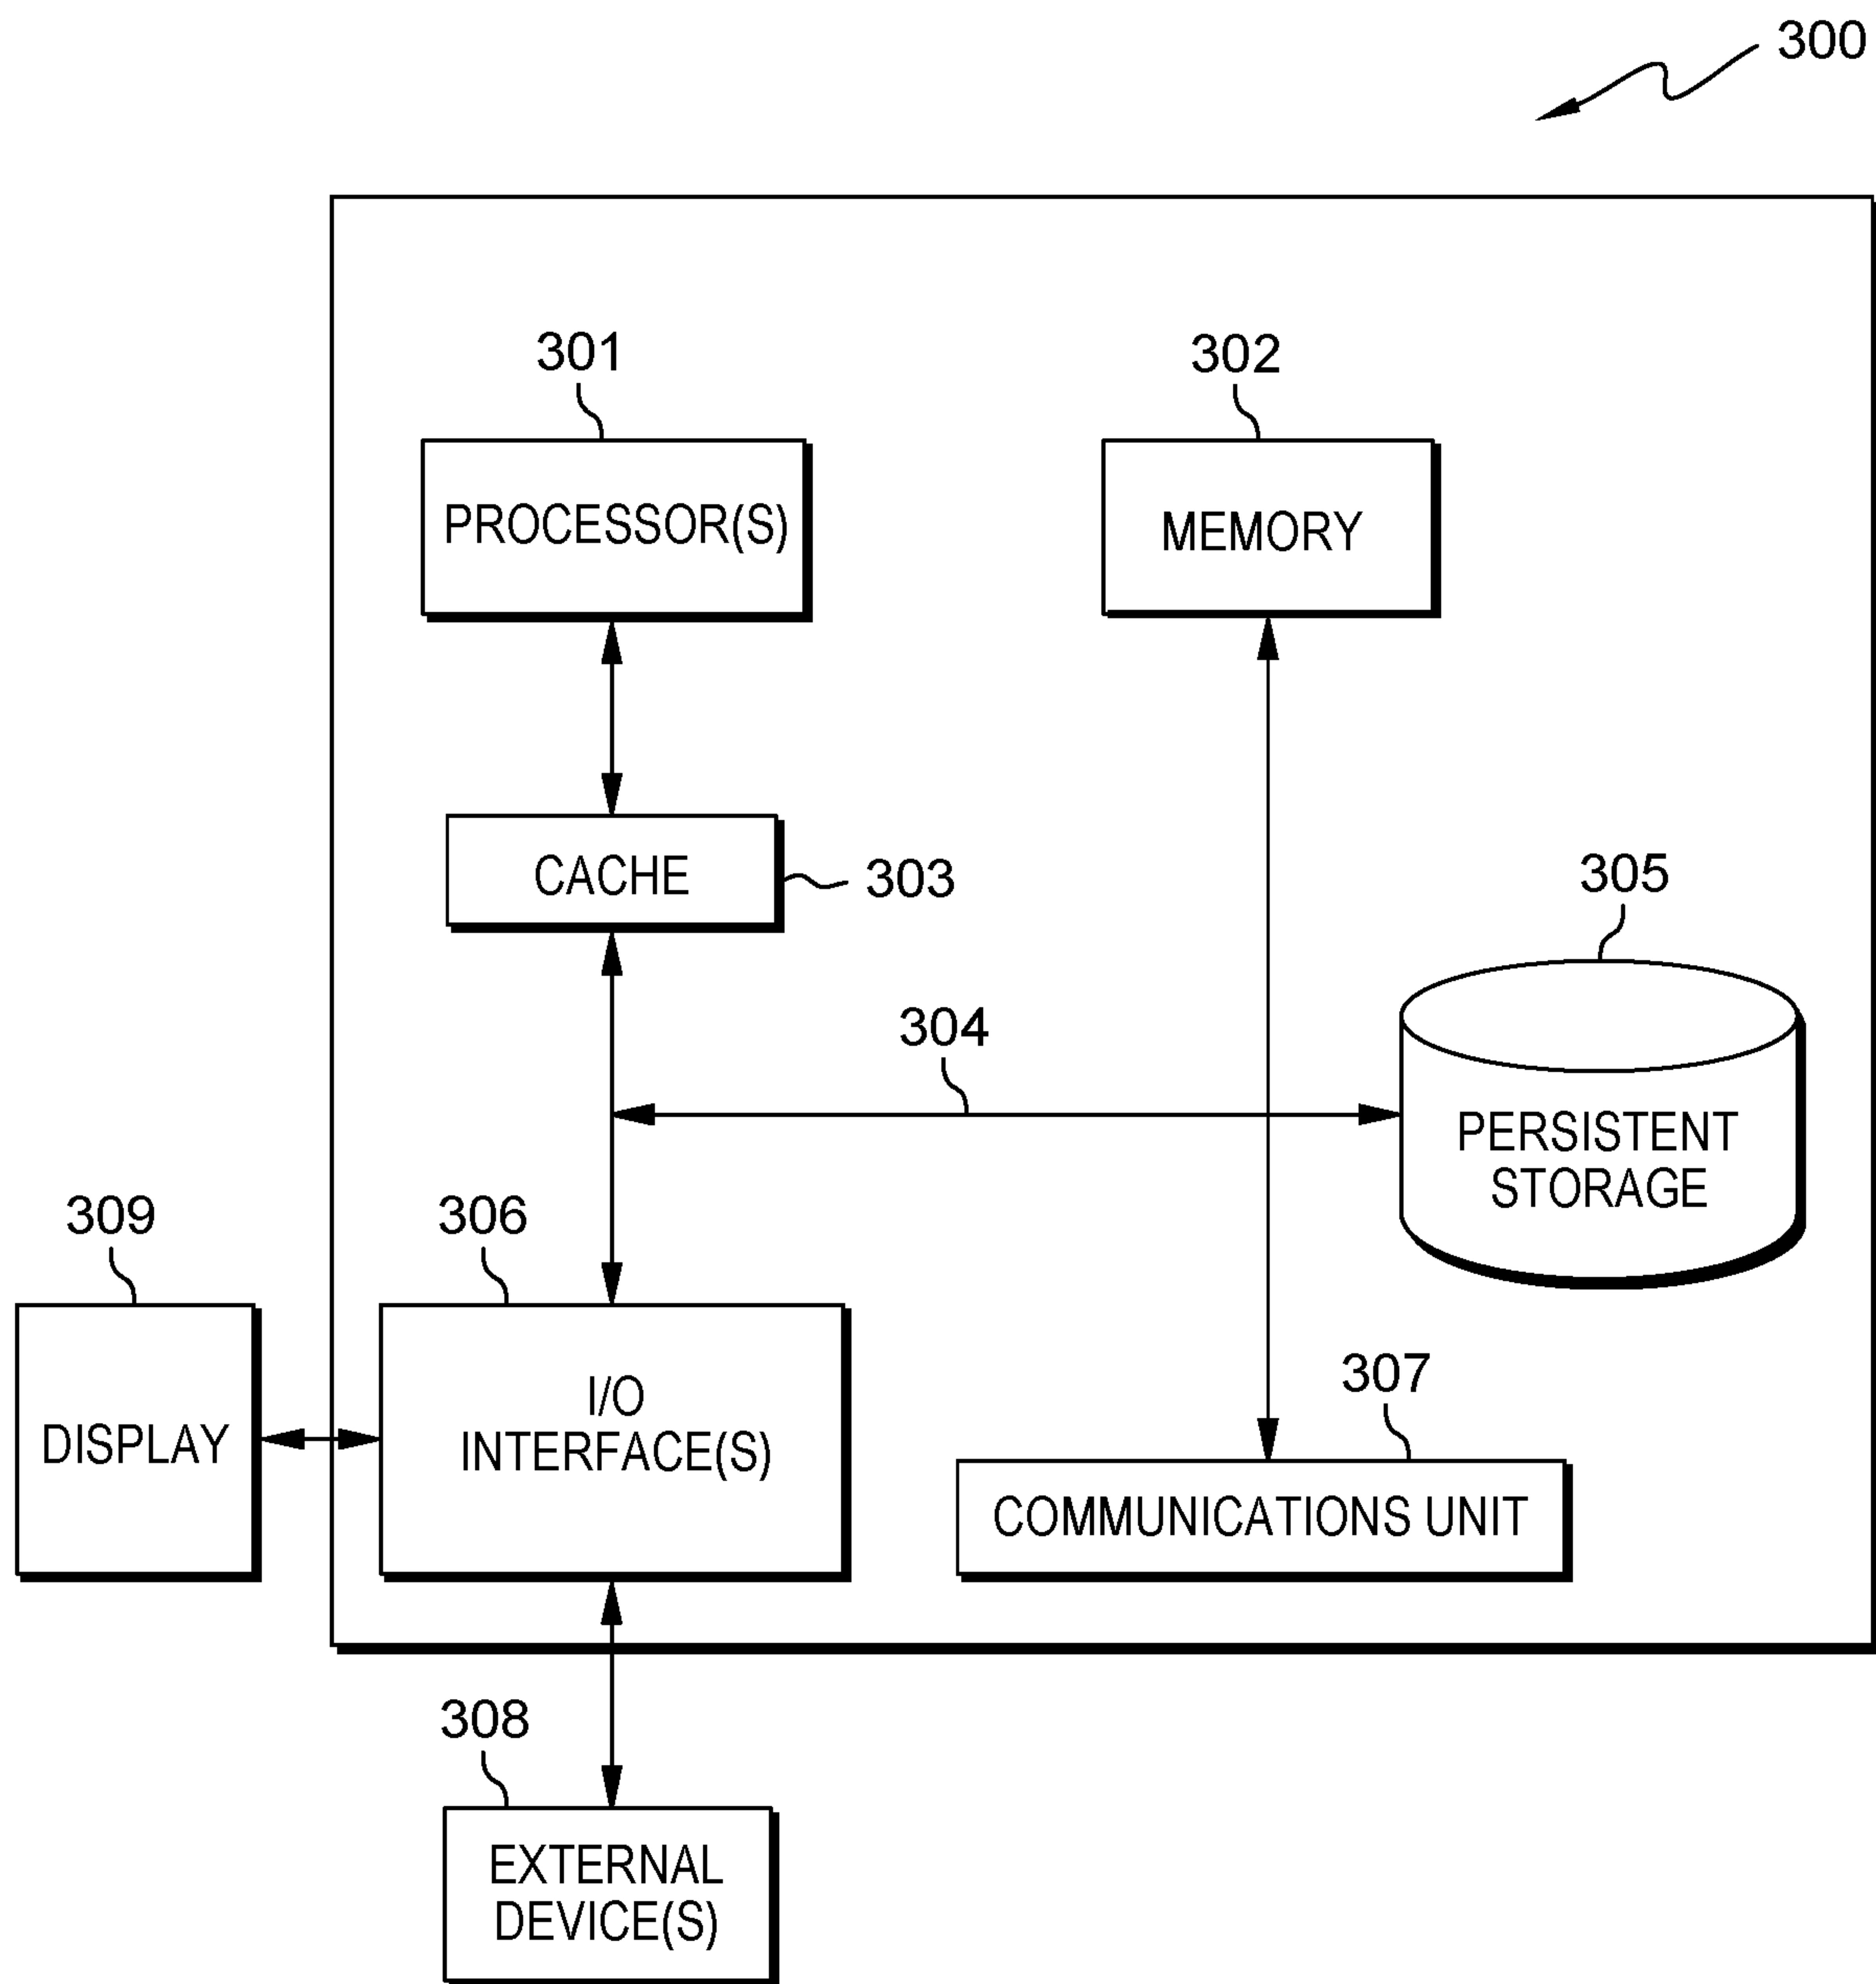 300
301
302
PROCESSOR(S)
MEMORY
CACHE
303
305
304
PERSISTENT
STORAGE
309
306
307
DISPLAY
I/O
INTERFACE(S)
COMMUNICATIONS UNIT
308
EXTERNAL
DEVICE(S)